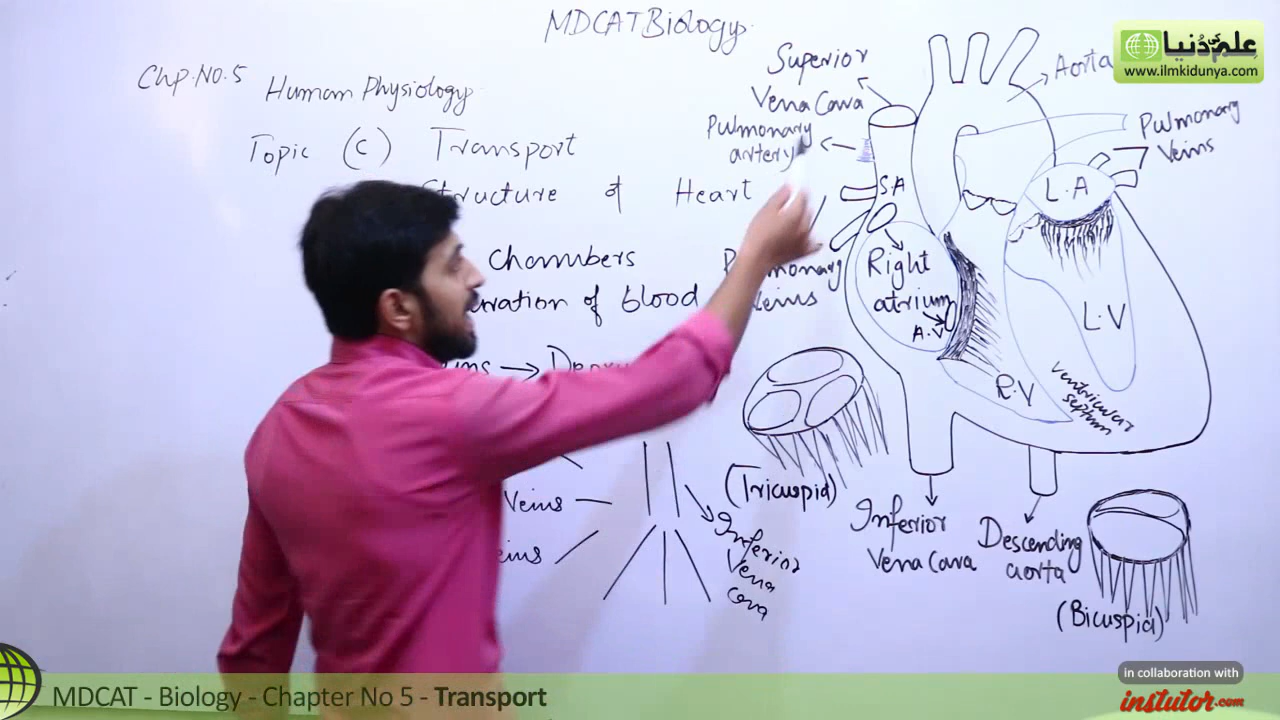 MDCAT Biology
Chp.No.5
Human Physiology
Topic (C) Transport
Structure of Heart
chambers
of blood
Veins
Inferior
Vena
cava
Superior
Vena Cava
Pulmonary
artery
Aorta
Pulmonary
Veins
S.A
L.A
Right
atrium
A.V
L.V
R.V
Ventricular
septum
(Tricuspid)
Inferior
Vena Cava
Descending
aorta
(Bicuspid)
علم کی دُنیا
www.ilmkidunya.com
in collaboration with
instutor.com
MDCAT - Biology - Chapter No 5 - Transport